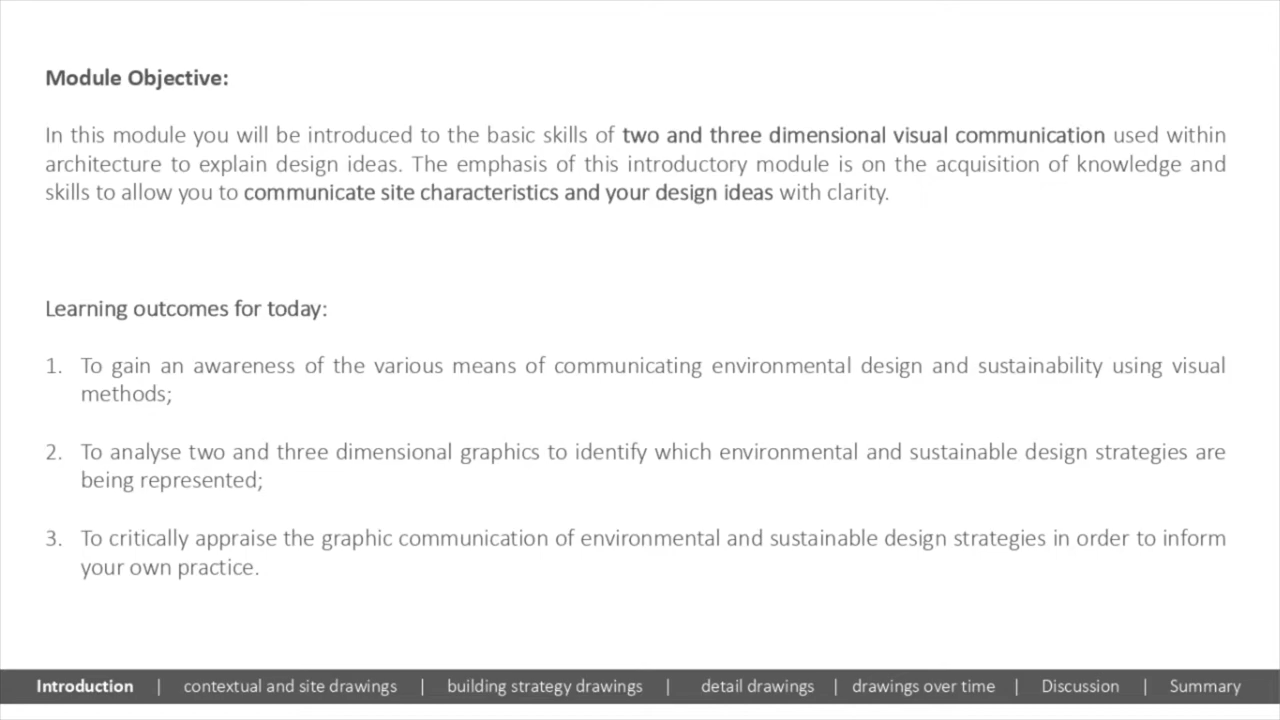 Module Objective:
In this module you will be introduced to the basic skills of two and three dimensional visual communication used within
architecture to explain design ideas. The emphasis of this introductory module is on the acquisition of knowledge and
skills to allow you to communicate site characteristics and your design ideas with clarity.
Learning outcomes for today:
1. To gain an awareness of the various means of communicating environmental design and sustainability using visual
methods;
2. To analyse two and three dimensional graphics to identify which environmental and sustainable design strategies are
being represented;
3. To critically appraise the graphic communication of environmental and sustainable design strategies in order to inform
your own practice.
Introduction | contextual and site drawings | building strategy drawings | detail drawings | drawings over time | Discussion | Summary